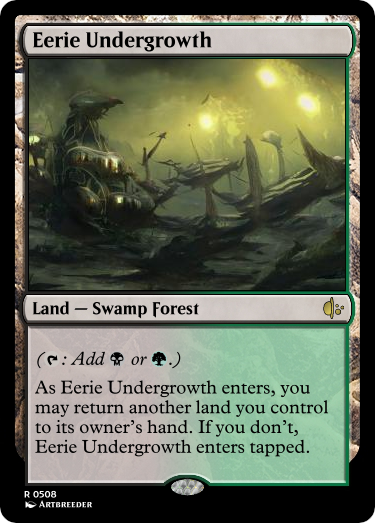 Eerie Undergrowth
Land — Swamp Forest
( : Add or .)
As Eerie Undergrowth enters, you
may return another land you control
to its owner's hand. If you don't,
Eerie Undergrowth enters tapped.
R 0508
Artbreeder